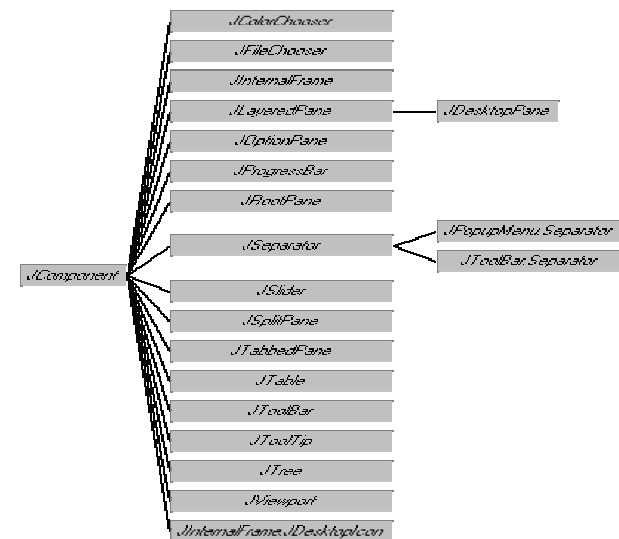 JColorChooser
JFileChooser
JInternalFrame
JLayeredPane
JDesktopPane
JOptionPane
JProgressBar
JRootPane
JSeparator
JPopupMenu.Separator
JToolBar.Separator
JComponent
JSlider
JSplitPane
JTabbedPane
JTable
JToolBar
JToolTip
JTree
JViewport
JInternalFrame.JDesktopIcon